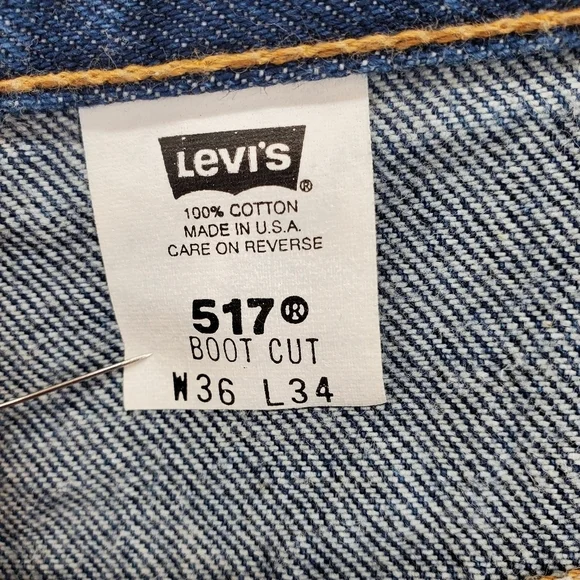 Levi's®
100% COTTON
MADE IN U.S.A.
CARE ON REVERSE
517®
BOOT CUT
W36 L34